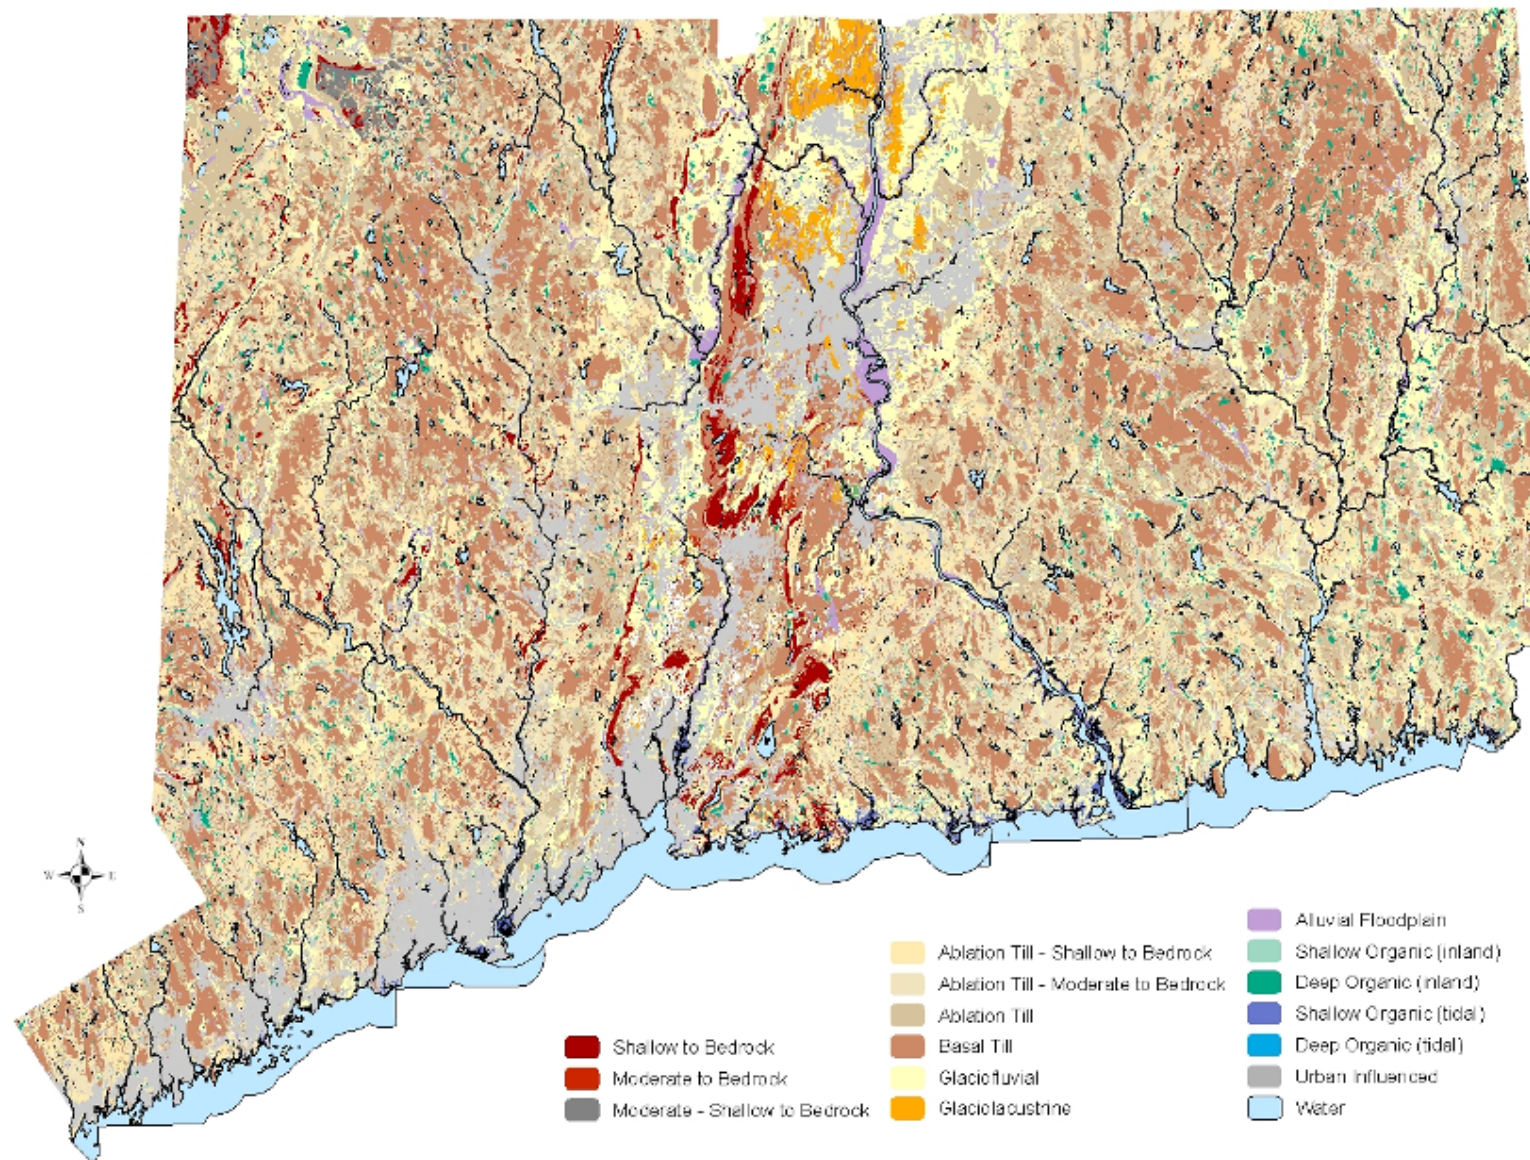 N
W E
S
Shallow to Bedrock
Moderate to Bedrock
Moderate - Shallow to Bedrock
Ablation Till - Shallow to Bedrock
Ablation Till - Moderate to Bedrock
Ablation Till
Basal Till
Glaciofluvial
Glaciolacustrine
Alluvial Floodplain
Shallow Organic (inland)
Deep Organic (inland)
Shallow Organic (tidal)
Deep Organic (tidal)
Urban Influenced
Water